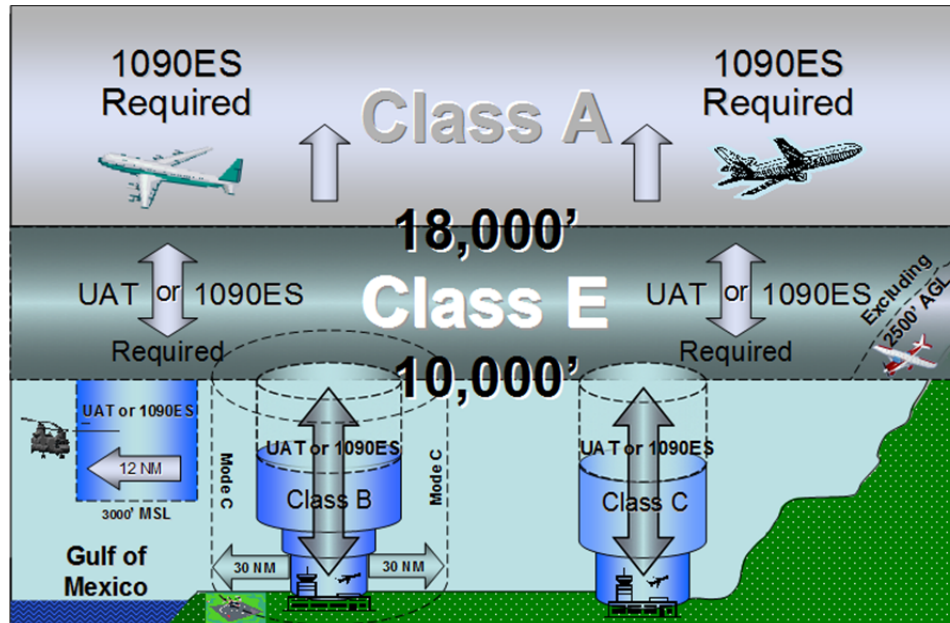 1090ES
Required
Class A
1090ES
Required
18,000’
UAT or 1090ES
Required
Class E
UAT or 1090ES
Required
Excluding
2500’ AGL
10,000’
UAT or 1090ES
12 NM
3000’ MSL
Gulf of
Mexico
Mode C
UAT or 1090ES
Class B
Mode C
30 NM
30 NM
UAT or 1090ES
Class C